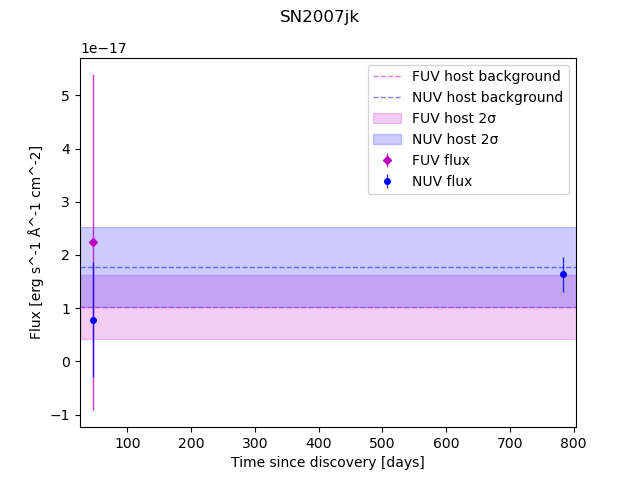 SN2007jk
1e−17
FUV host background
NUV host background
FUV host 2σ
NUV host 2σ
FUV flux
NUV flux
5
4
3
2
1
0
−1
Flux [erg s^-1 Å^-1 cm^-2]
100 200 300 400 500 600 700 800
Time since discovery [days]